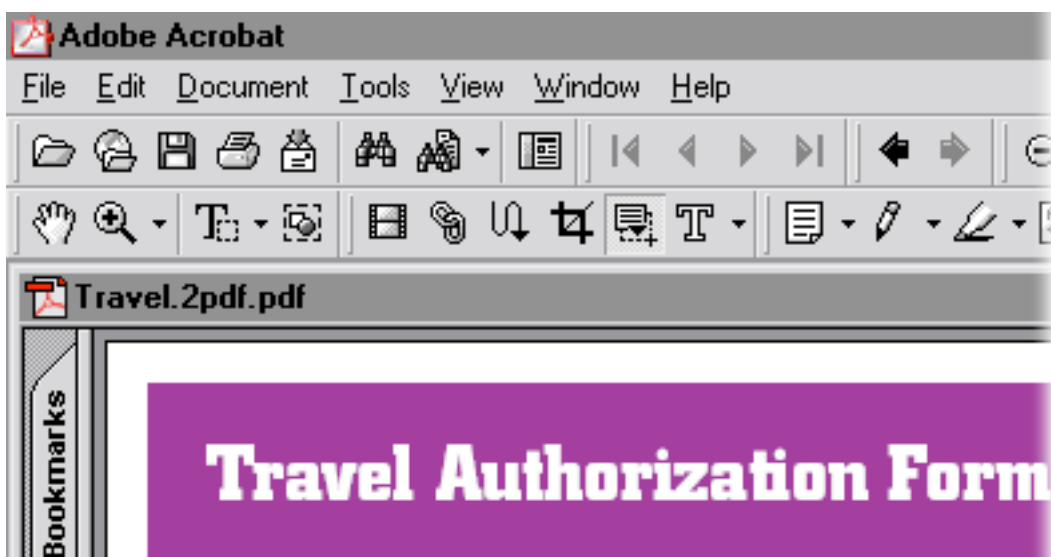 Adobe Acrobat
File Edit Document Tools View Window Help
Travel.2pdf.pdf
Bookmarks
Travel Authorization Form